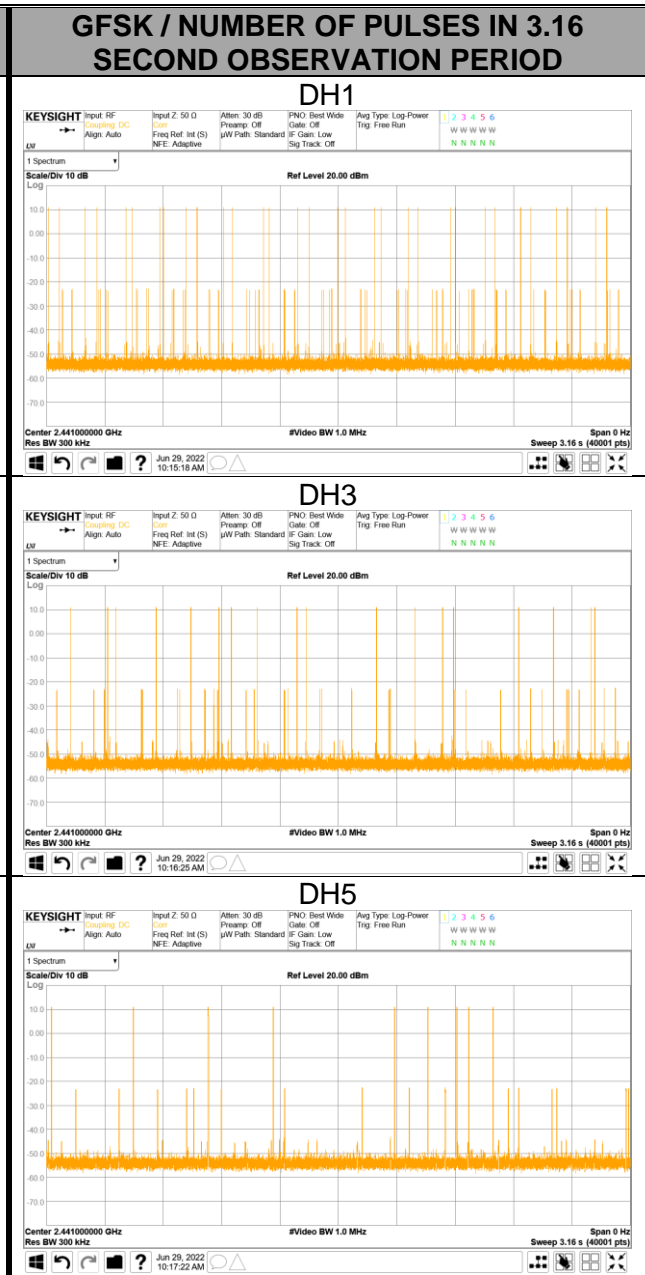 GFSK / NUMBER OF PULSES IN 3.16
SECOND OBSERVATION PERIOD
DH1
KEYSIGHT Input: RF Input Z: 50 Ω Atten: 30 dB PNO: Best Wide Avg Type: Log-Power 1 2 3 4 5 6
Coupling: DC Corr Preamp: Off Gate: Off Trig: Free Run W W W W W
Align: Auto Freq Ref: Int (S) µW Path: Standard IF Gain: Low N N N N N
NFE: Adaptive Sig Track: Off
LXI
1 Spectrum
Scale/Div 10 dB Ref Level 20.00 dBm
Log
10.0
0.00
-10.0
-20.0
-30.0
-40.0
-50.0
-60.0
-70.0
Center 2.441000000 GHz #Video BW 1.0 MHz Span 0 Hz
Res BW 300 kHz Sweep 3.16 s (40001 pts)
? Jun 29, 2022
10:15:18 AM
DH3
KEYSIGHT Input: RF Input Z: 50 Ω Atten: 30 dB PNO: Best Wide Avg Type: Log-Power 1 2 3 4 5 6
Coupling: DC Corr Preamp: Off Gate: Off Trig: Free Run W W W W W
Align: Auto Freq Ref: Int (S) µW Path: Standard IF Gain: Low N N N N N
NFE: Adaptive Sig Track: Off
LXI
1 Spectrum
Scale/Div 10 dB Ref Level 20.00 dBm
Log
10.0
0.00
-10.0
-20.0
-30.0
-40.0
-50.0
-60.0
-70.0
Center 2.441000000 GHz #Video BW 1.0 MHz Span 0 Hz
Res BW 300 kHz Sweep 3.16 s (40001 pts)
? Jun 29, 2022
10:16:25 AM
DH5
KEYSIGHT Input: RF Input Z: 50 Ω Atten: 30 dB PNO: Best Wide Avg Type: Log-Power 1 2 3 4 5 6
Coupling: DC Corr Preamp: Off Gate: Off Trig: Free Run W W W W W
Align: Auto Freq Ref: Int (S) µW Path: Standard IF Gain: Low N N N N N
NFE: Adaptive Sig Track: Off
LXI
1 Spectrum
Scale/Div 10 dB Ref Level 20.00 dBm
Log
10.0
0.00
-10.0
-20.0
-30.0
-40.0
-50.0
-60.0
-70.0
Center 2.441000000 GHz #Video BW 1.0 MHz Span 0 Hz
Res BW 300 kHz Sweep 3.16 s (40001 pts)
? Jun 29, 2022
10:17:22 AM